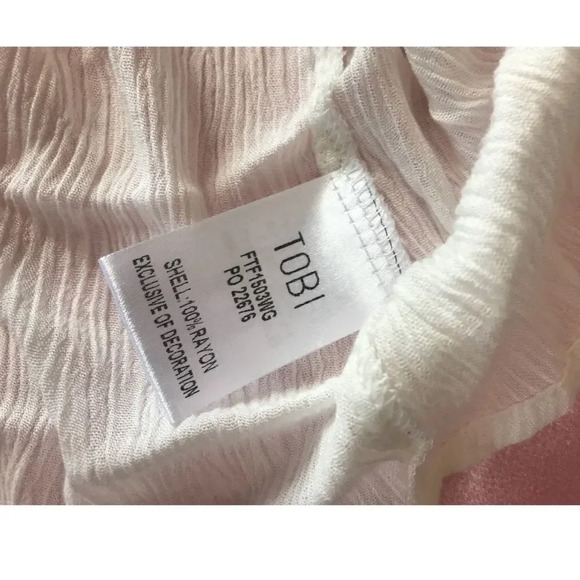 TOBI
FTF1503WG
PO 22676
SHELL:100%RAYON
EXCLUSIVE OF DECORATION